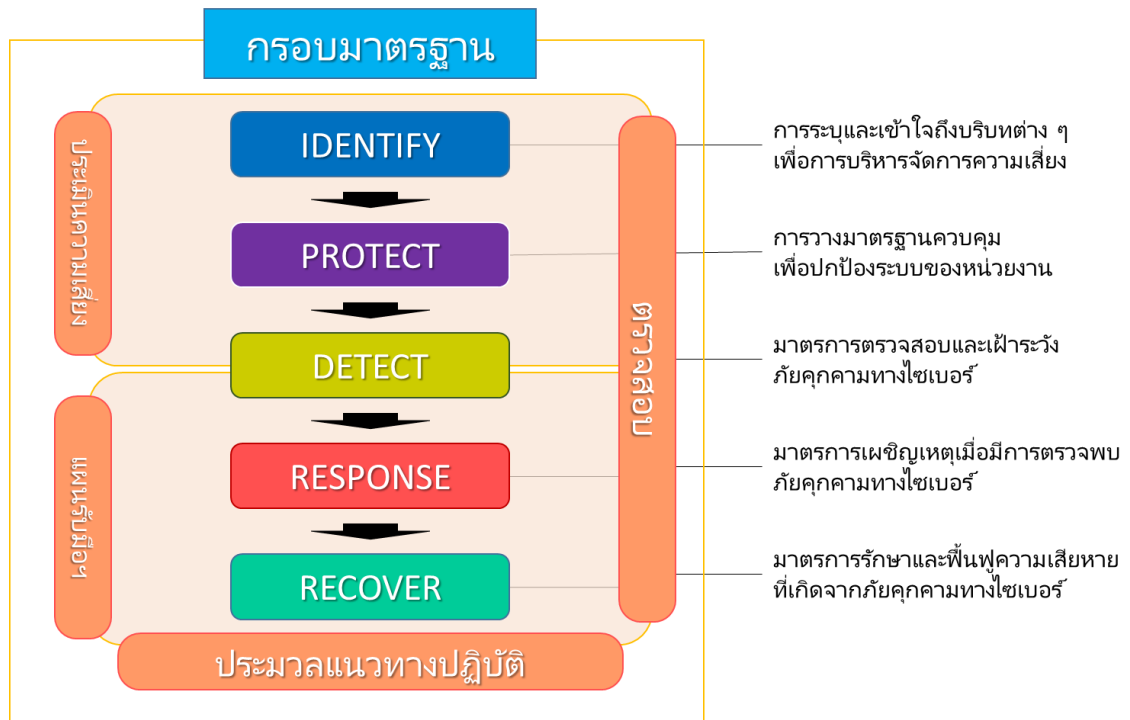 กรอบมาตรฐาน
ประเมินความเสี่ยง
IDENTIFY
การระบุและเข้าใจถึงบริบทต่าง ๆ
เพื่อการบริหารจัดการความเสี่ยง
PROTECT
การวางมาตรฐานควบคุม
เพื่อปกป้องระบบของหน่วยงาน
ตรวจสอบ
DETECT
มาตรการตรวจสอบและเฝ้าระวัง
ภัยคุกคามทางไซเบอร์
แผนรับมือฯ
RESPONSE
มาตรการเผชิญเหตุเมื่อมีการตรวจพบ
ภัยคุกคามทางไซเบอร์
RECOVER
มาตรการรักษาและฟื้นฟูความเสียหาย
ที่เกิดจากภัยคุกคามทางไซเบอร์
ประมวลแนวทางปฏิบัติ